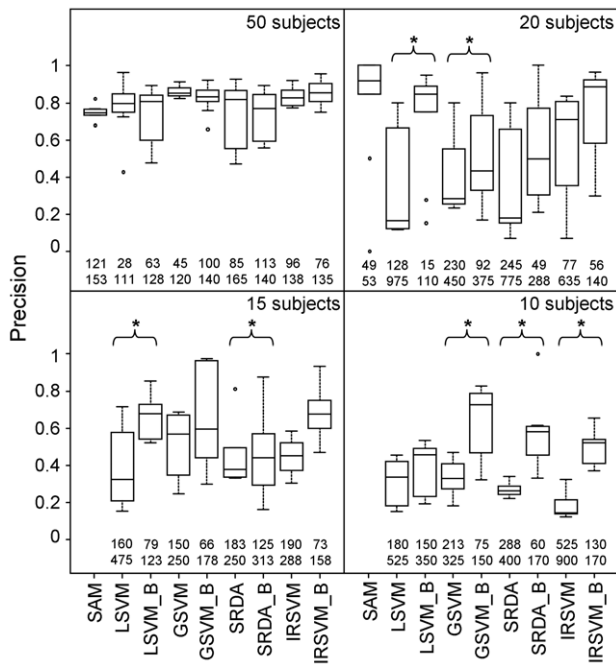 50 subjects
20 subjects
* *
1
0.8
0.6
0.4
0.2
0
121 28 63 45 100 85 113 96 76
153 111 128 120 140 165 140 138 135
49 128 15 230 92 245 49 77 56
53 975 110 450 375 775 288 635 140
Precision
15 subjects
10 subjects
* *
* * *
1
0.8
0.6
0.4
0.2
0
160 79 150 66 183 125 190 73
475 123 250 178 250 313 288 158
180 150 213 75 288 60 525 130
525 350 325 150 400 170 900 170
SAM
LSVM
LSVM_B
GSVM
GSVM_B
SRDA
SRDA_B
IRSVM
IRSVM_B
SAM
LSVM
LSVM_B
GSVM
GSVM_B
SRDA
SRDA_B
IRSVM
IRSVM_B